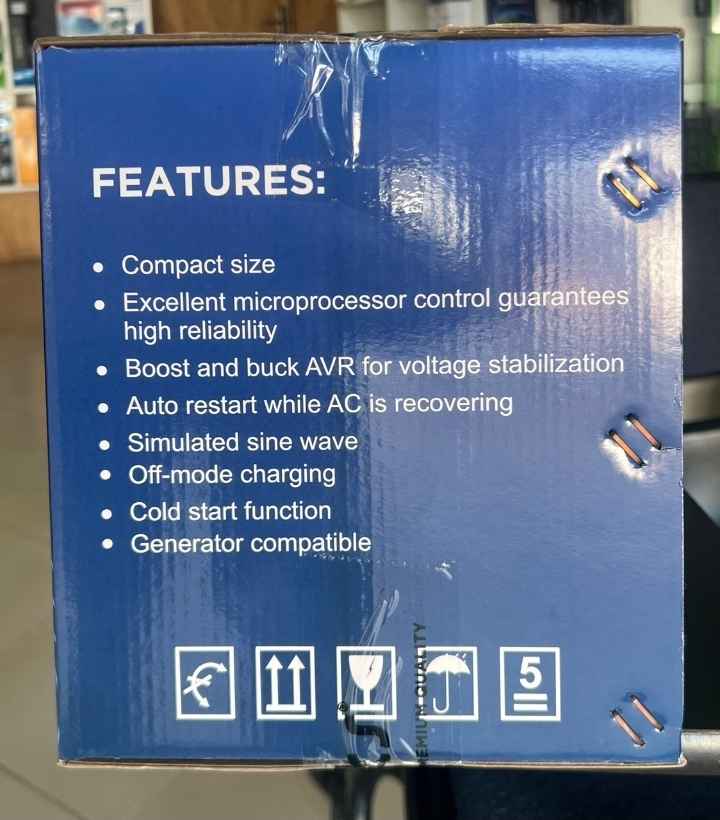 FEATURES:
• Compact size
• Excellent microprocessor control guarantees
high reliability
• Boost and buck AVR for voltage stabilization
• Auto restart while AC is recovering
• Simulated sine wave
• Off-mode charging
• Cold start function
• Generator compatible
5
QUALITY